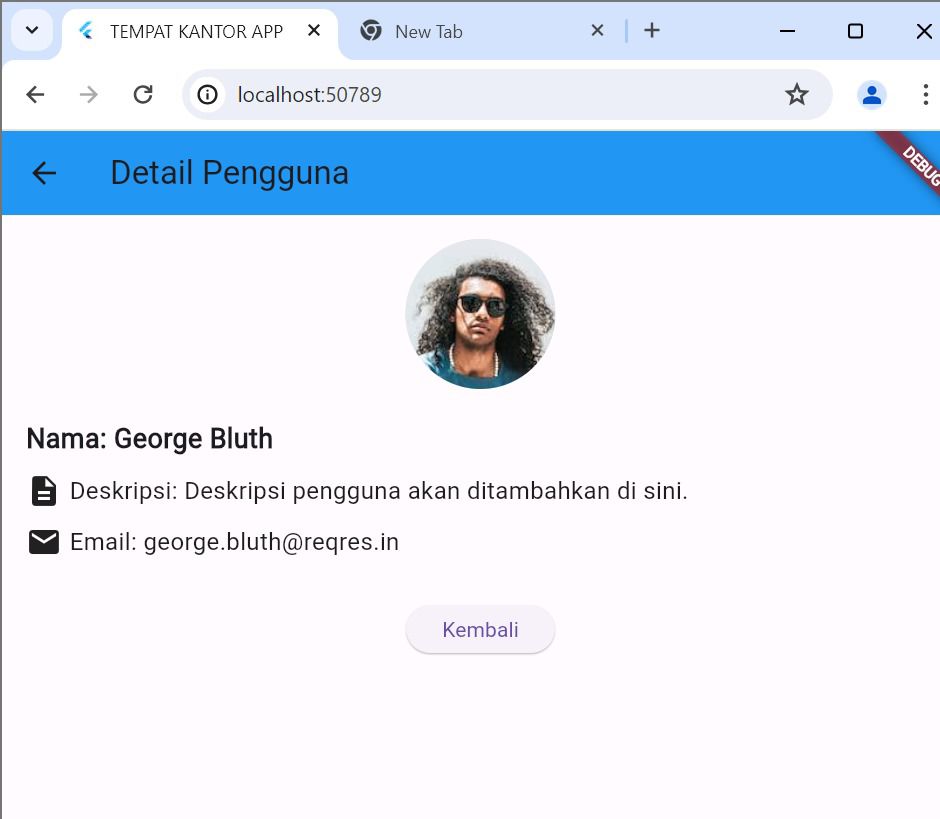 TEMPAT KANTOR APP
New Tab
localhost:50789
Detail Pengguna
DEBUG
Nama: George Bluth
Deskripsi: Deskripsi pengguna akan ditambahkan di sini.
Email: george.bluth@reqres.in
Kembali